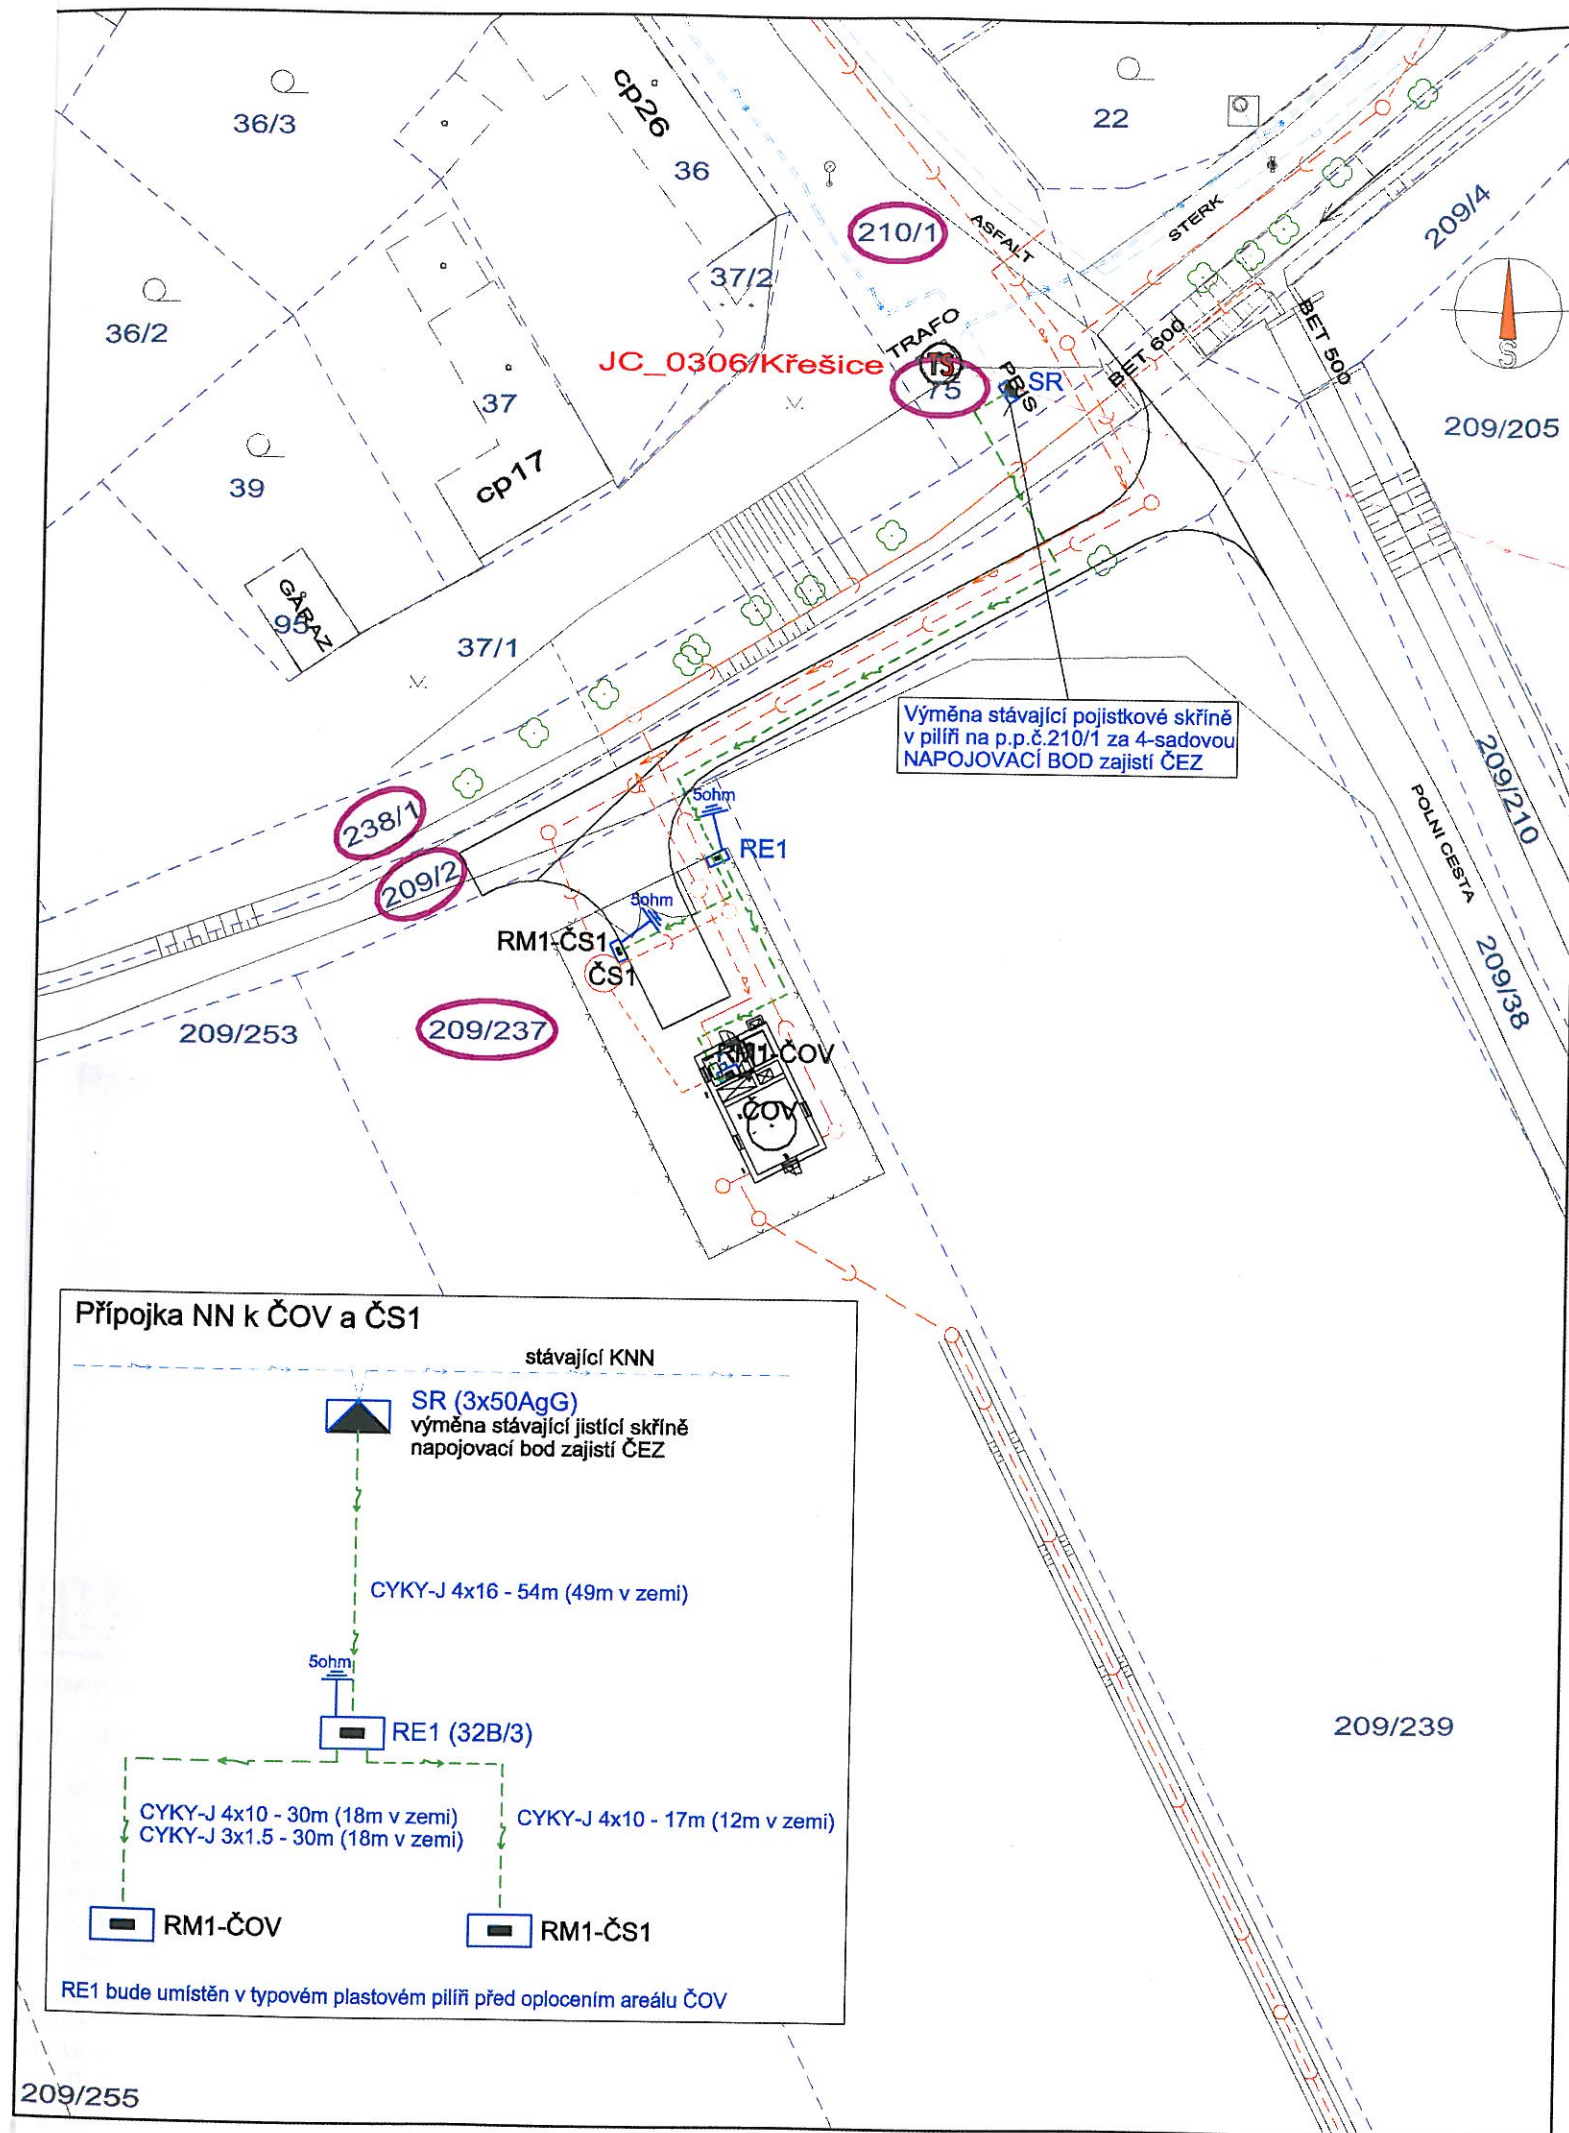 36/3
cp26
36
22
210/1
ASFALT
STERK
209/4
37/2
36/2
TRAFO
JC_0306/Křešice
TS
75
PRIS
SR
BET 600
BET 500
S
37
cp17
39
209/205
GARAZ
95
37/1
Výměna stávající pojistkové skříně
v pilíři na p.p.č.210/1 za 4-sadovou
NAPOJOVACÍ BOD zajistí ČEZ
209/210
POLNI CESTA
5ohm
238/1
RE1
209/2
5ohm
RM1-ČS1
ČS1
209/38
209/253
209/237
RM1-ČOV
ČOV
Přípojka NN k ČOV a ČS1
stávající KNN
SR (3x50AgG)
výměna stávající jistící skříně
napojovací bod zajistí ČEZ
CYKY-J 4x16 - 54m (49m v zemi)
5ohm
RE1 (32B/3)
209/239
CYKY-J 4x10 - 30m (18m v zemi)
CYKY-J 3x1.5 - 30m (18m v zemi)
CYKY-J 4x10 - 17m (12m v zemi)
RM1-ČOV
RM1-ČS1
RE1 bude umístěn v typovém plastovém pilíři před oplocením areálu ČOV
209/255